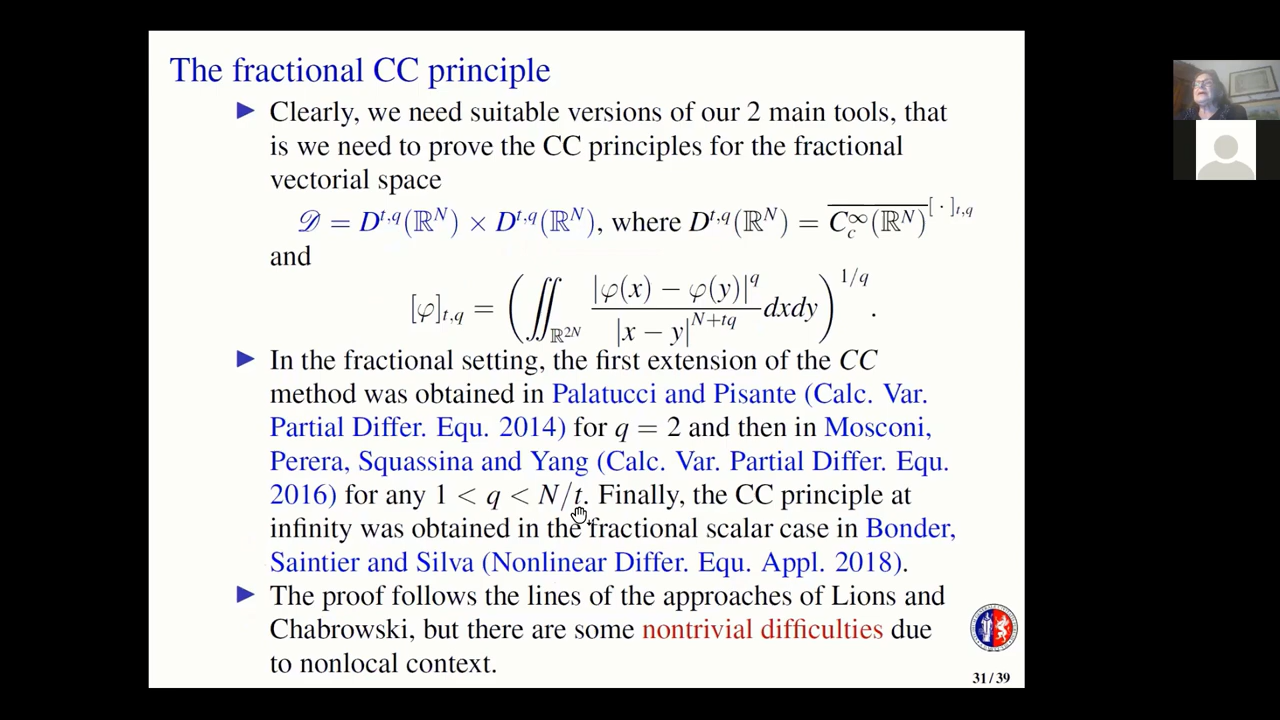 The fractional CC principle
▶ Clearly, we need suitable versions of our 2 main tools, that
is we need to prove the CC principles for the fractional
vectorial space
𝒟 = D^{t,q}(ℝ^N) × D^{t,q}(ℝ^N), where D^{t,q}(ℝ^N) = \overline{C_c^∞(ℝ^N)}^{[·]_{t,q}}
and
[φ]_{t,q} = (∬_{ℝ^{2N}} \frac{|φ(x) − φ(y)|^q}{|x − y|^{N+tq}} dxdy)^{1/q}.
▶ In the fractional setting, the first extension of the CC
method was obtained in Palatucci and Pisante (Calc. Var.
Partial Differ. Equ. 2014) for q = 2 and then in Mosconi,
Perera, Squassina and Yang (Calc. Var. Partial Differ. Equ.
2016) for any 1 < q < N/t. Finally, the CC principle at
infinity was obtained in the fractional scalar case in Bonder,
Saintier and Silva (Nonlinear Differ. Equ. Appl. 2018).
▶ The proof follows the lines of the approaches of Lions and
Chabrowski, but there are some nontrivial difficulties due
to nonlocal context.
31 / 39